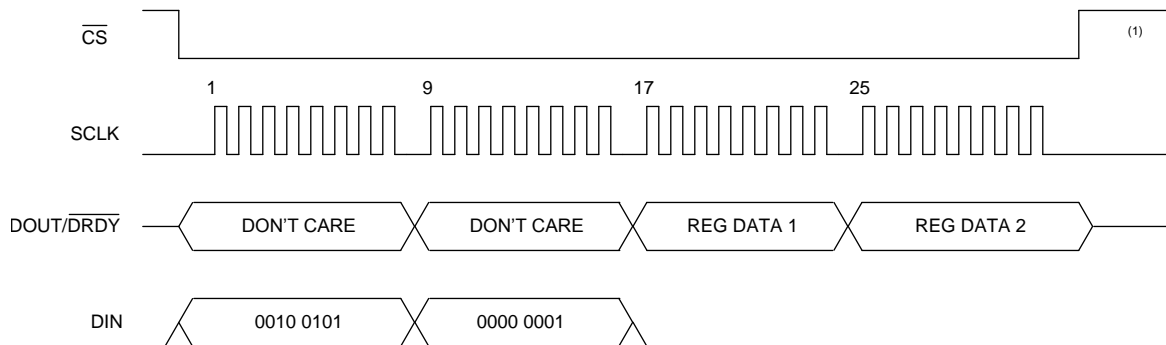 CS
(1)
1 9 17 25
SCLK
DOUT/DRDY DON'T CARE DON'T CARE REG DATA 1 REG DATA 2
DIN 0010 0101 0000 0001